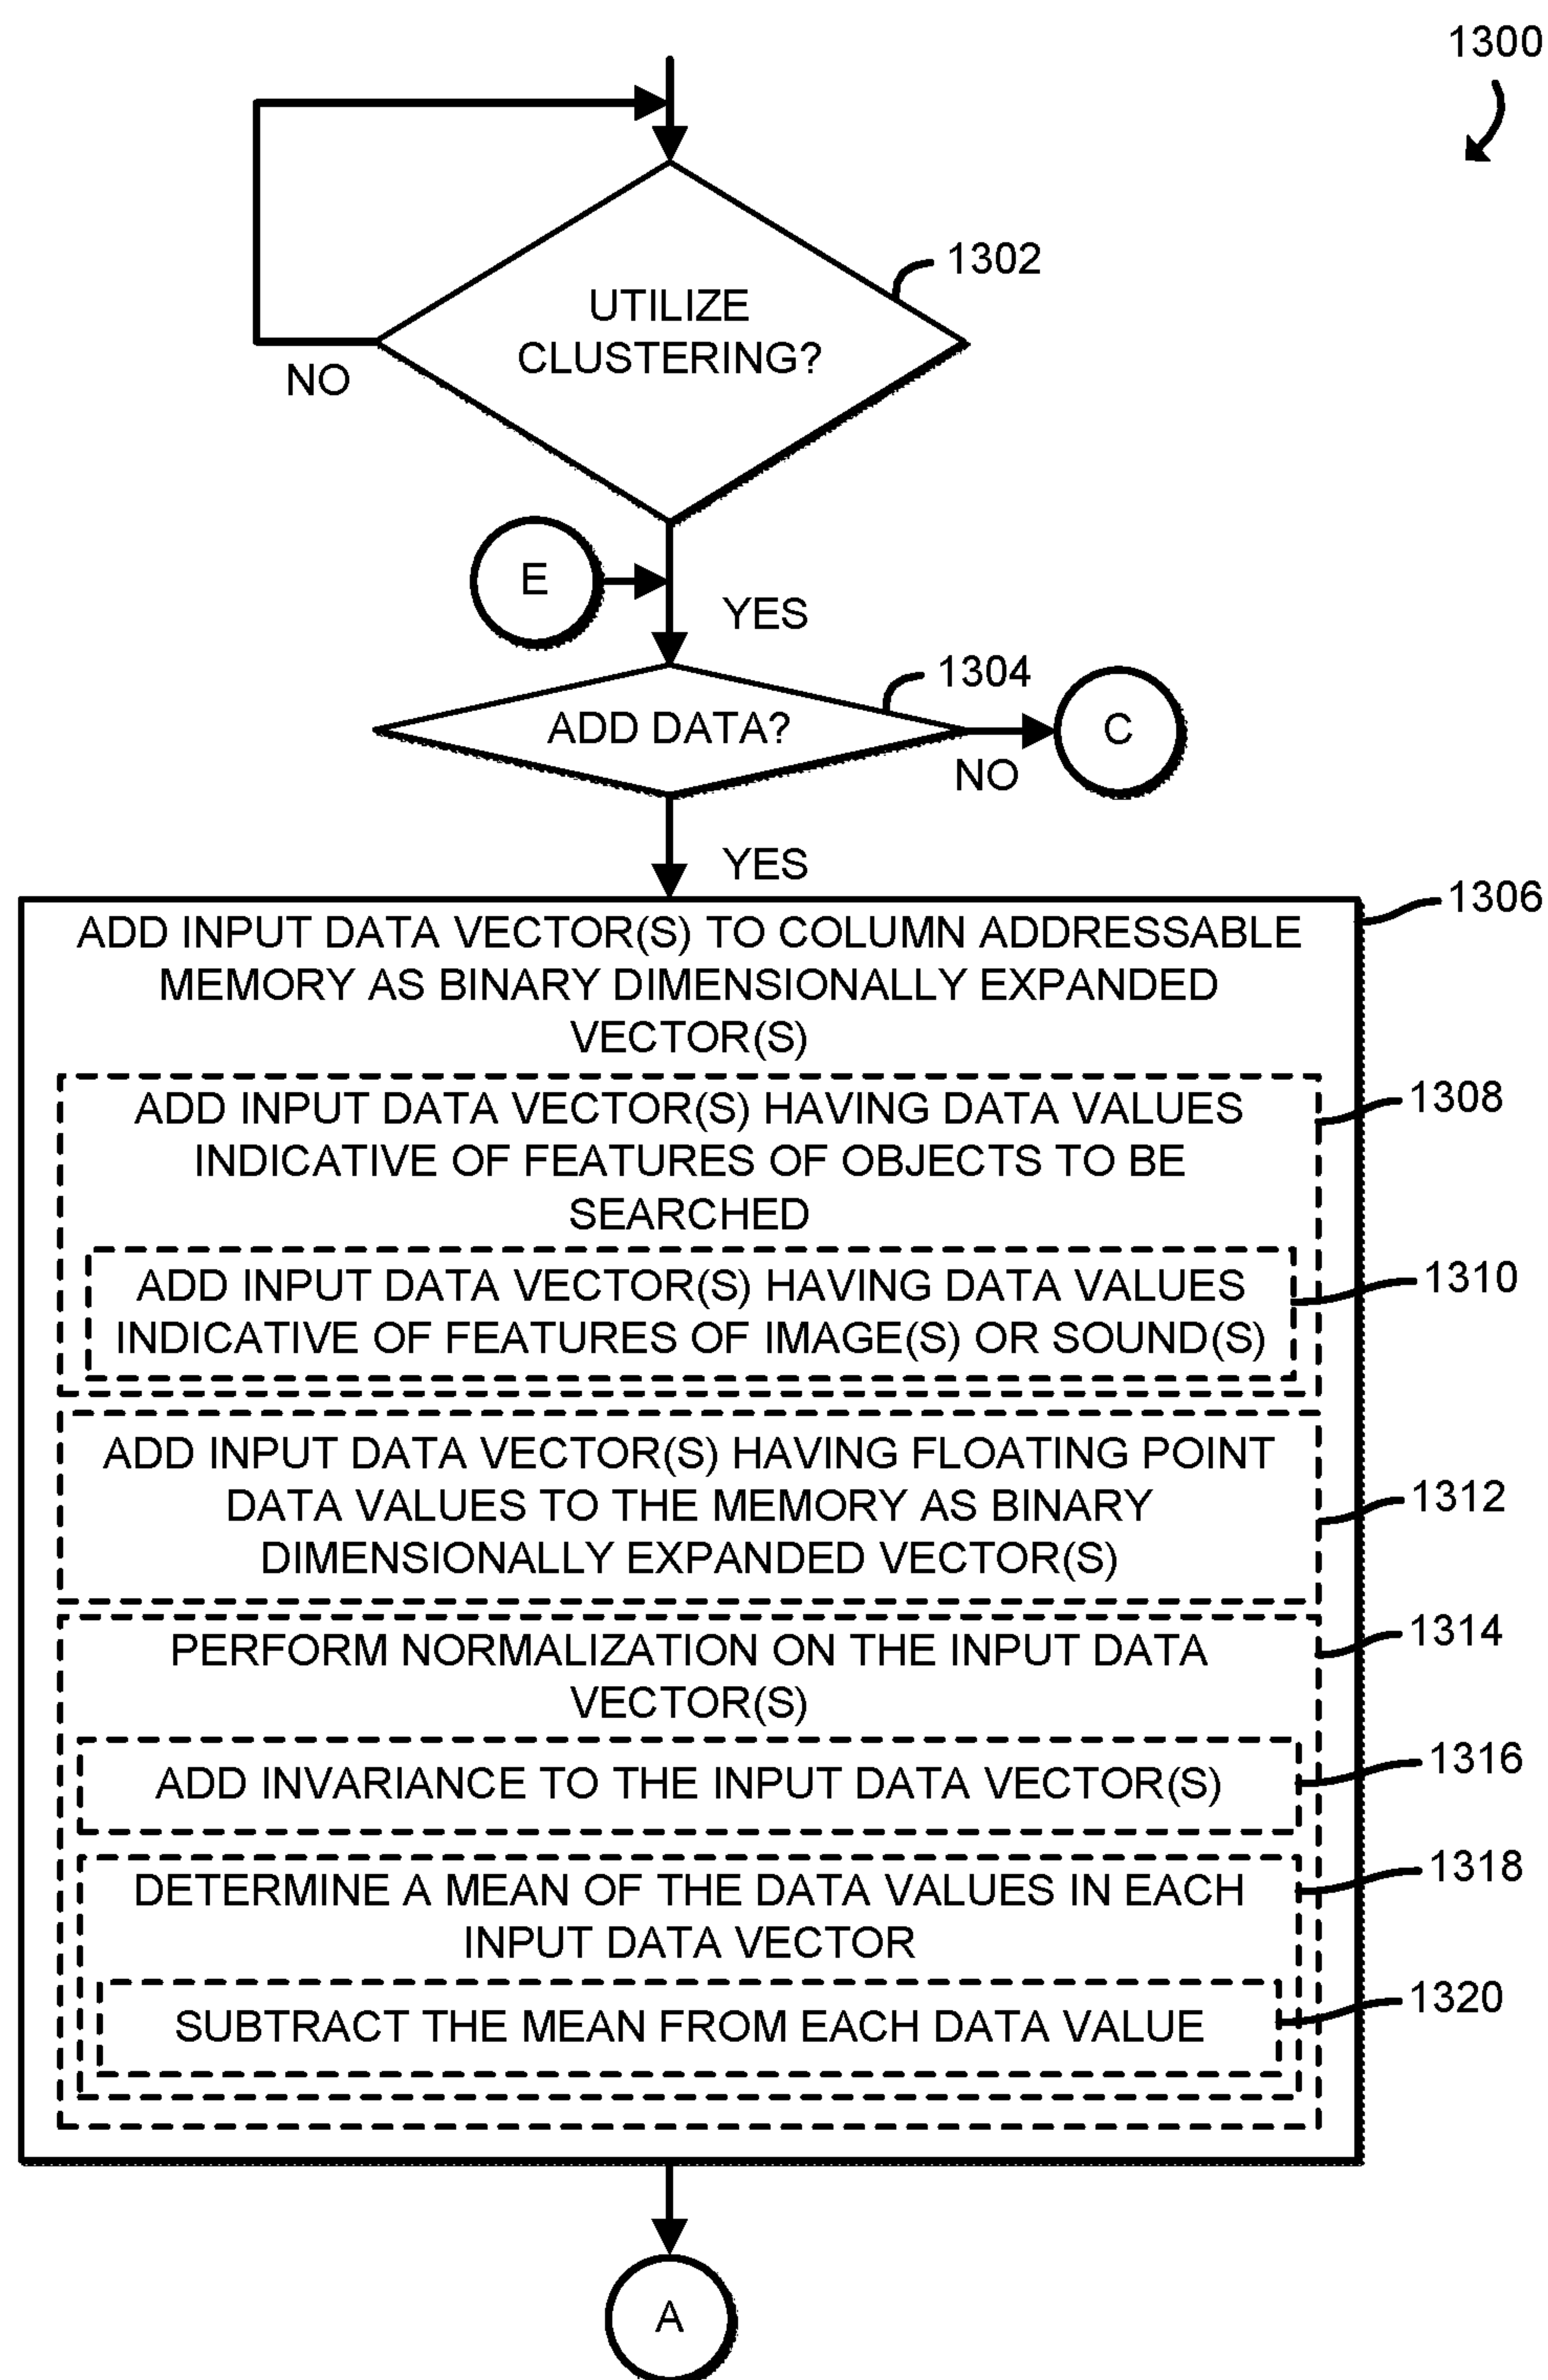 1300
1302
UTILIZE
CLUSTERING?
NO
E
YES
1304
ADD DATA?
C
NO
YES
1306
ADD INPUT DATA VECTOR(S) TO COLUMN ADDRESSABLE
MEMORY AS BINARY DIMENSIONALLY EXPANDED
VECTOR(S)
1308
ADD INPUT DATA VECTOR(S) HAVING DATA VALUES
INDICATIVE OF FEATURES OF OBJECTS TO BE
SEARCHED
1310
ADD INPUT DATA VECTOR(S) HAVING DATA VALUES
INDICATIVE OF FEATURES OF IMAGE(S) OR SOUND(S)
ADD INPUT DATA VECTOR(S) HAVING FLOATING POINT
1312
DATA VALUES TO THE MEMORY AS BINARY
DIMENSIONALLY EXPANDED VECTOR(S)
1314
PERFORM NORMALIZATION ON THE INPUT DATA
VECTOR(S)
1316
ADD INVARIANCE TO THE INPUT DATA VECTOR(S)
1318
DETERMINE A MEAN OF THE DATA VALUES IN EACH
INPUT DATA VECTOR
1320
SUBTRACT THE MEAN FROM EACH DATA VALUE
A